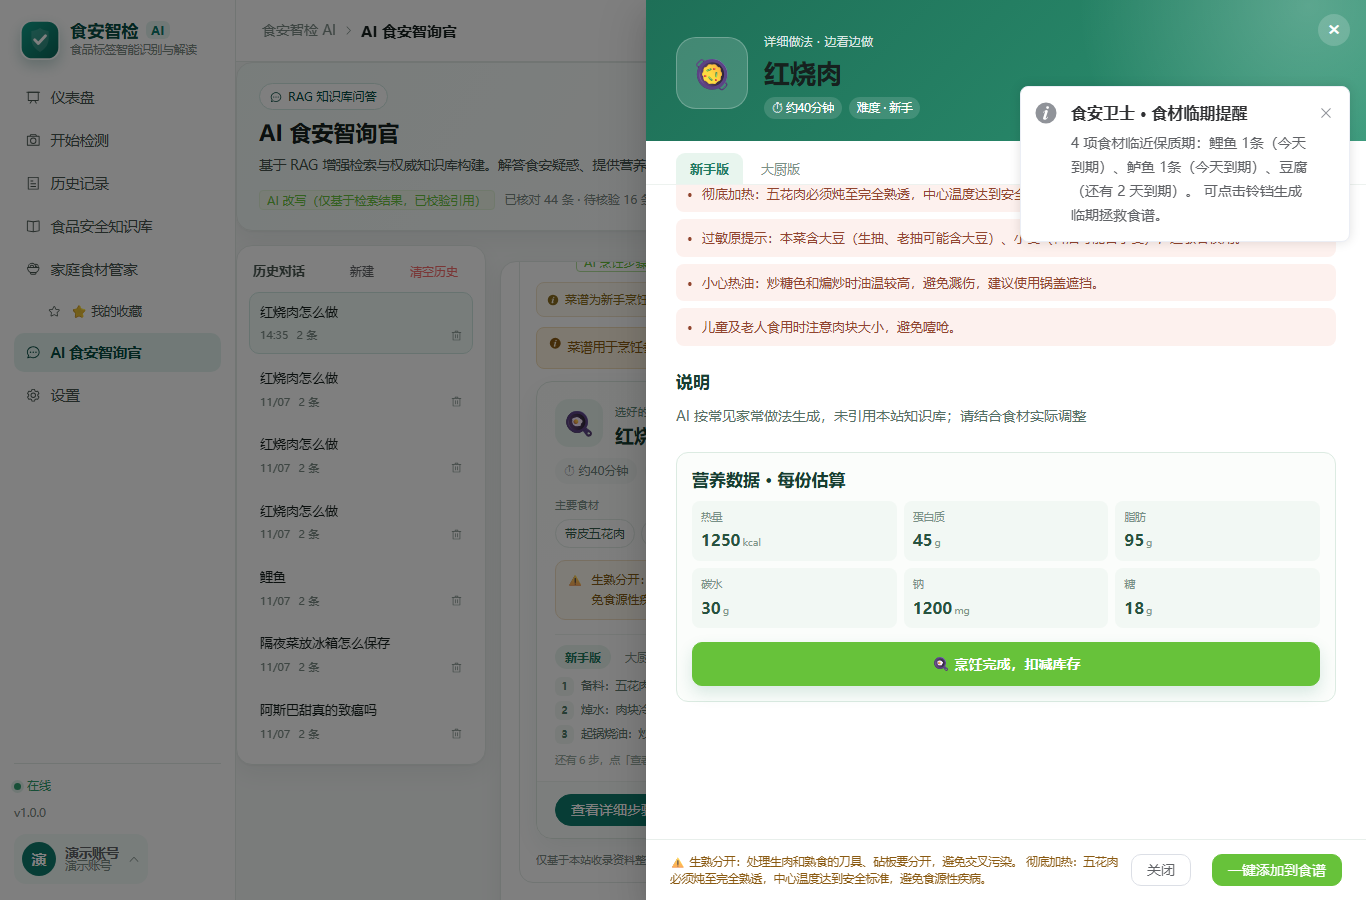 食安智检 AI
食品标签智能识别与解读
仪表盘
开始检测
历史记录
食品安全知识库
家庭食材管家
我的收藏
AI 食安智询官
设置
在线
v1.0.0
演
演示账号
演示账号
食安智检 AI > AI 食安智询官
RAG 知识库问答
AI 食安智询官
基于 RAG 增强检索与权威知识库构建。解答食安疑惑、提供营养
AI 改写（仅基于检索结果，已校验引用） 已核对 44 条 · 待核验 16
历史对话 新建 清空历史
红烧肉怎么做
14:35 2 条
红烧肉怎么做
11/07 2 条
红烧肉怎么做
11/07 2 条
红烧肉怎么做
11/07 2 条
鲤鱼
11/07 2 条
隔夜菜放冰箱怎么保存
11/07 2 条
阿斯巴甜真的致癌吗
11/07 2 条
AI 烹饪步骤
菜谱为新手烹饪
菜谱用于烹饪
选好的
红烧
约40分钟
主要食材
带皮五花肉
生熟分开：
免食源性疾
新手版 大厨
1 备料：五花肉
2 焯水：肉块冷
3 起锅烧油：炒
还有 6 步，点「查看
查看详细步骤
仅基于本站收录资料整
详细做法 · 边看边做
红烧肉
约40分钟 难度 · 新手
食安卫士 • 食材临期提醒
4 项食材临近保质期：鲤鱼 1条（今天
到期）、鲈鱼 1条（今天到期）、豆腐
（还有 2 天到期）。 可点击铃铛生成
临期拯救食谱。
新手版 大厨版
• 彻底加热：五花肉必须炖至完全熟透，中心温度达到安全
• 过敏原提示：本菜含大豆（生抽、老抽可能含大豆）、小
• 小心热油：炒糖色和煸炒时油温较高，避免溅伤，建议使用锅盖遮挡。
• 儿童及老人食用时注意肉块大小，避免噎呛。
说明
AI 按常见家常做法生成，未引用本站知识库；请结合食材实际调整
营养数据 • 每份估算
热量 蛋白质 脂肪
1250 kcal 45 g 95 g
碳水 钠 糖
30 g 1200 mg 18 g
烹饪完成，扣减库存
生熟分开：处理生肉和熟食的刀具、砧板要分开，避免交叉污染。 彻底加热：五花肉
必须炖至完全熟透，中心温度达到安全标准，避免食源性疾病。
关闭 一键添加到食谱